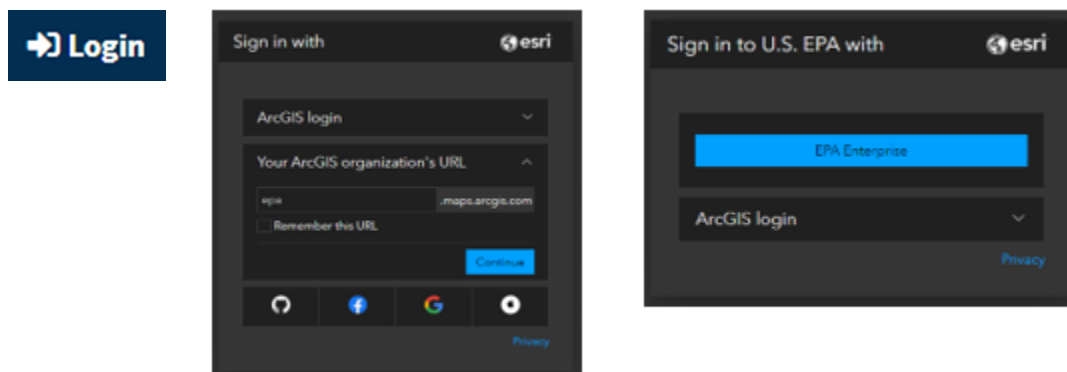 Login
Sign in with
esri
ArcGIS login
Your ArcGIS organization's URL
epa .maps.arcgis.com
Remember this URL
Continue
Privacy
Sign in to U.S. EPA with
esri
EPA Enterprise
ArcGIS login
Privacy